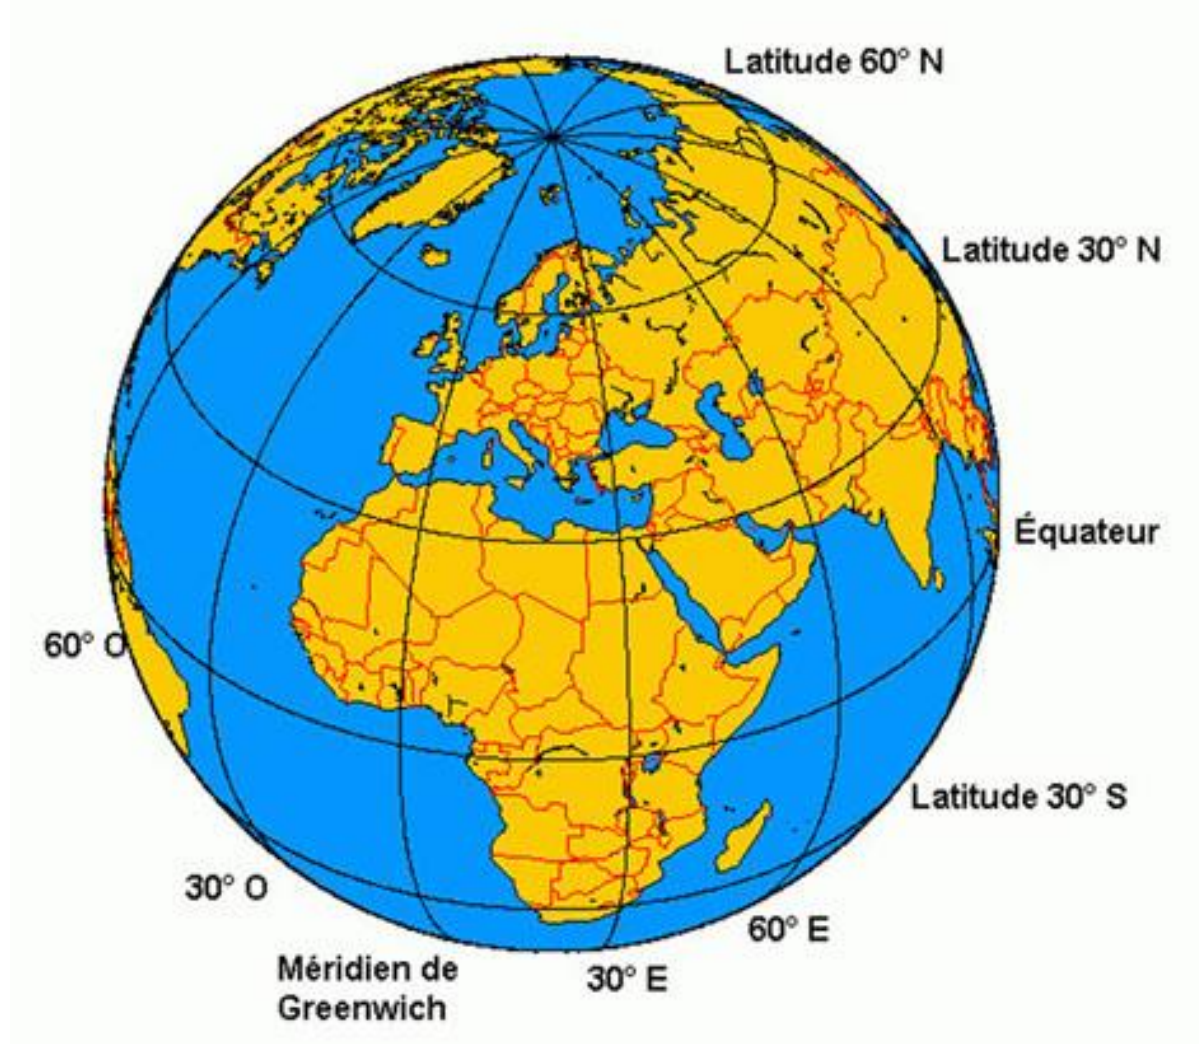 Latitude 60° N
Latitude 30° N
Équateur
60° O
Latitude 30° S
30° O
60° E
Méridien de
Greenwich
30° E